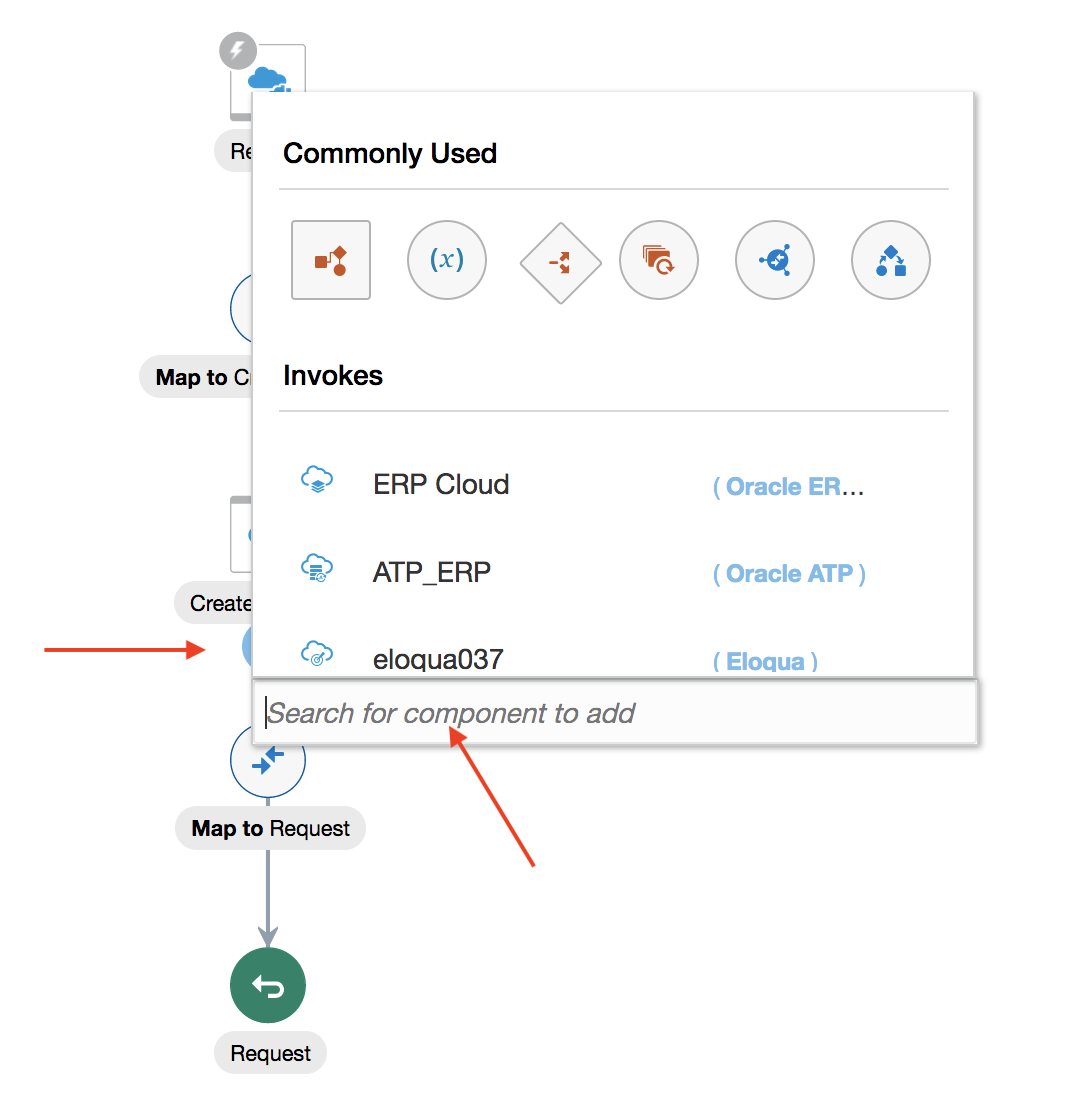 Re
Commonly Used
(x)
Invokes
Map to C
ERP Cloud
( Oracle ER...
ATP_ERP
( Oracle ATP )
Create
eloqua037
( Eloqua )
Search for component to add
Map to Request
Request